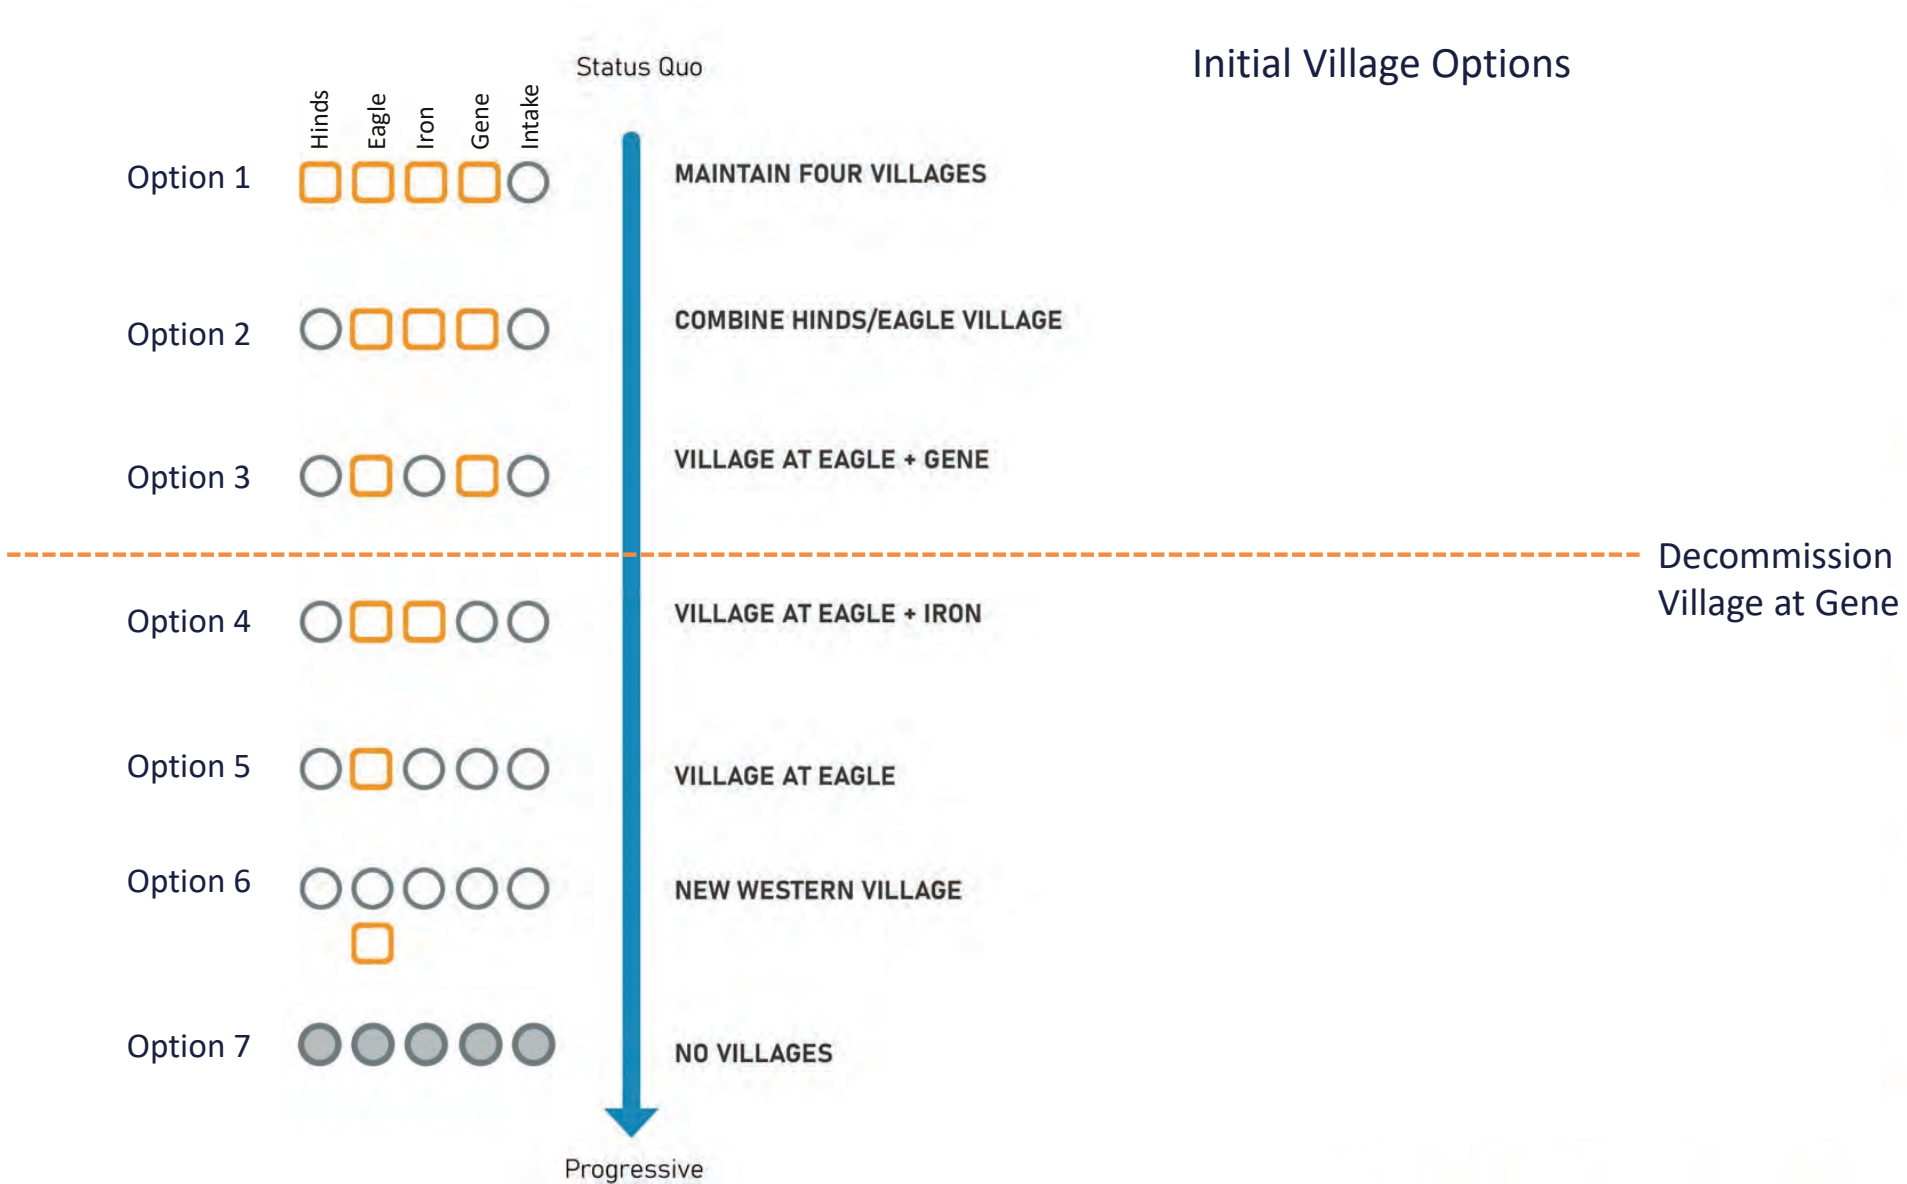 Initial Village Options
Status Quo
Hinds
Eagle
Iron
Gene
Intake
Option 1
MAINTAIN FOUR VILLAGES
Option 2
COMBINE HINDS/EAGLE VILLAGE
Option 3
VILLAGE AT EAGLE + GENE
Decommission
Village at Gene
Option 4
VILLAGE AT EAGLE + IRON
Option 5
VILLAGE AT EAGLE
Option 6
NEW WESTERN VILLAGE
Option 7
NO VILLAGES
Progressive